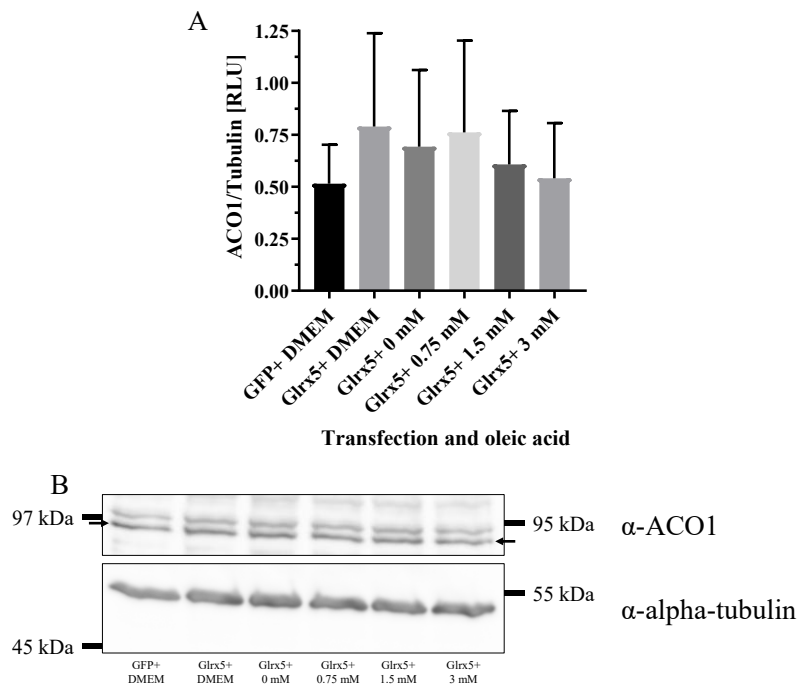 A
1.25
1.00
0.75
0.50
0.25
0.00
ACO1/Tubulin [RLU]
GFP+ DMEM
Glrx5+ DMEM
Glrx5+ 0 mM
Glrx5+ 0.75 mM
Glrx5+ 1.5 mM
Glrx5+ 3 mM
Transfection and oleic acid
B
97 kDa
95 kDa
α-ACO1
55 kDa
α-alpha-tubulin
45 kDa
GFP+ Glrx5+ Glrx5+ Glrx5+ Glrx5+ Glrx5+
DMEM DMEM 0 mM 0.75 mM 1.5 mM 3 mM